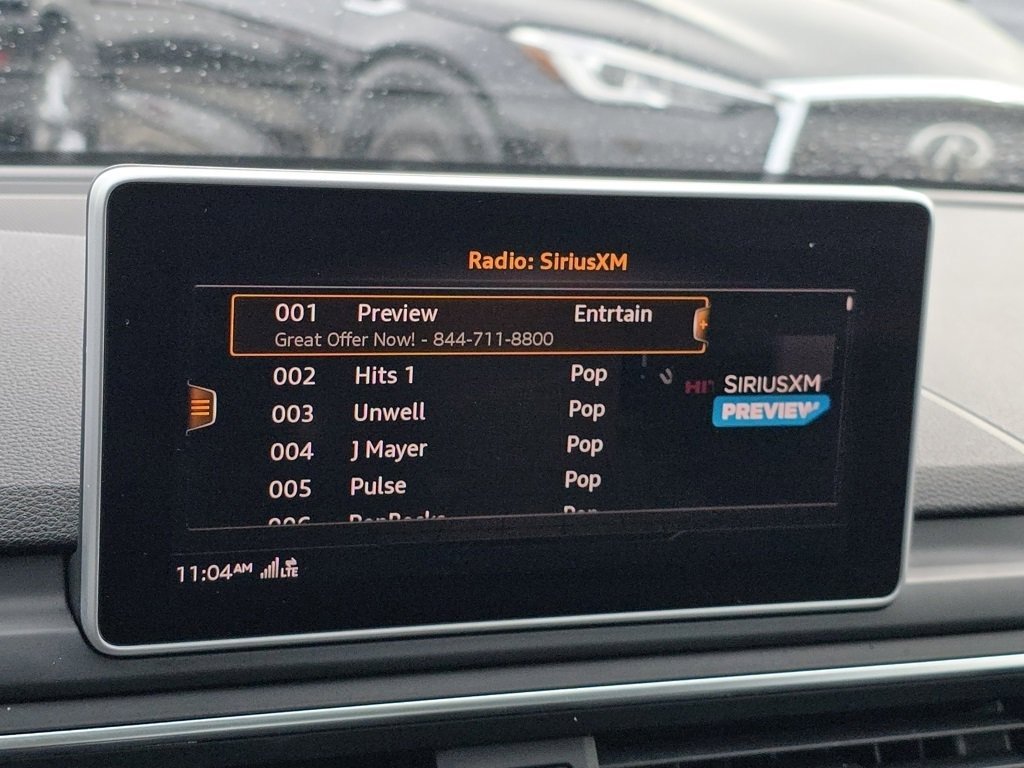 Radio: SiriusXM
001 Preview Entrtain
Great Offer Now! - 844-711-8800
002 Hits 1 Pop
003 Unwell Pop
004 J Mayer Pop
005 Pulse Pop
SIRIUSXM
PREVIEW
11:04AM LTE